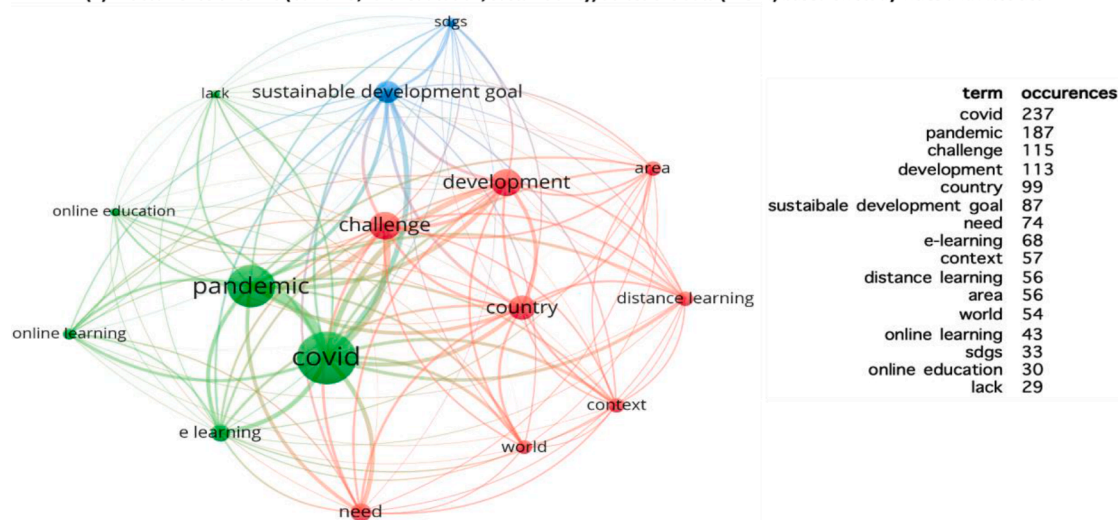 sdgs
lack
sustainable development goal
area
development
online education
challenge
pandemic
distance learning
country
online learning
covid
context
e learning
world
need
term occurences
covid 237
pandemic 187
challenge 115
development 113
country 99
sustaibale development goal 87
need 74
e-learning 68
context 57
distance learning 56
area 56
world 54
online learning 43
sdgs 33
online education 30
lack 29